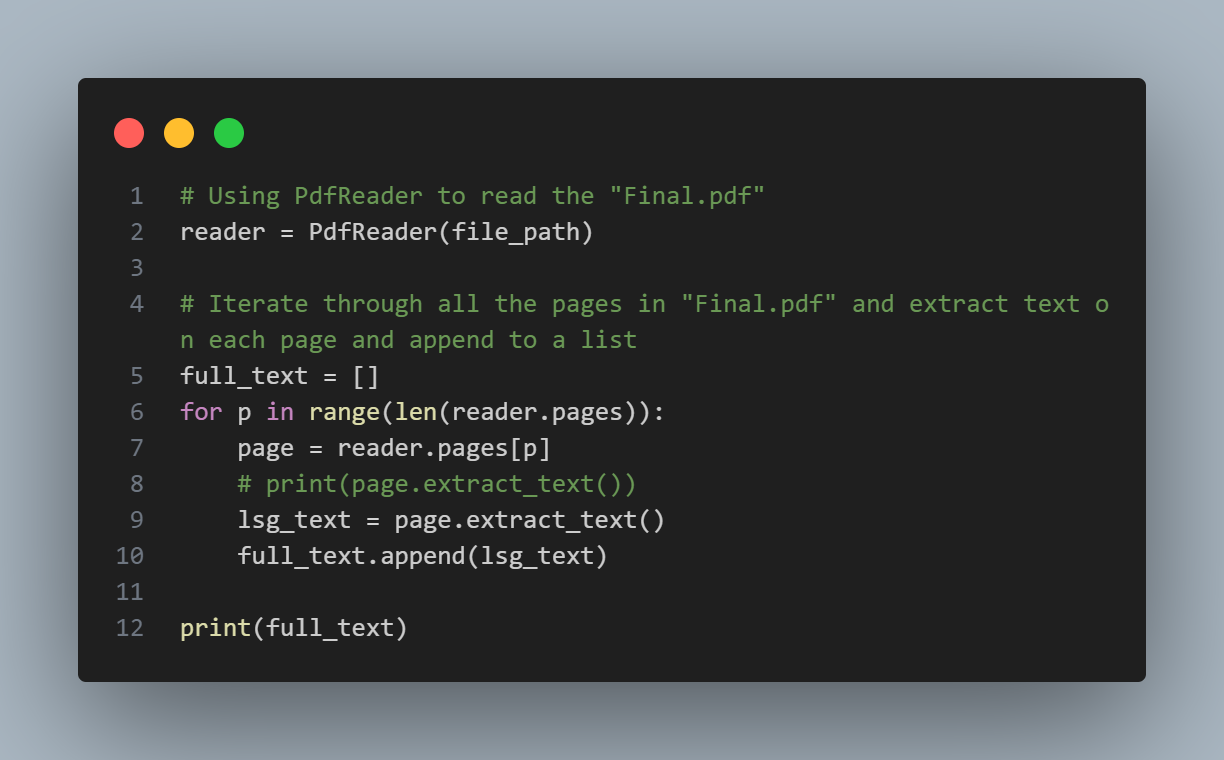 1 # Using PdfReader to read the "Final.pdf"
2 reader = PdfReader(file_path)
3
4 # Iterate through all the pages in "Final.pdf" and extract text o
n each page and append to a list
5 full_text = []
6 for p in range(len(reader.pages)):
7     page = reader.pages[p]
8     # print(page.extract_text())
9     lsg_text = page.extract_text()
10     full_text.append(lsg_text)
11
12 print(full_text)